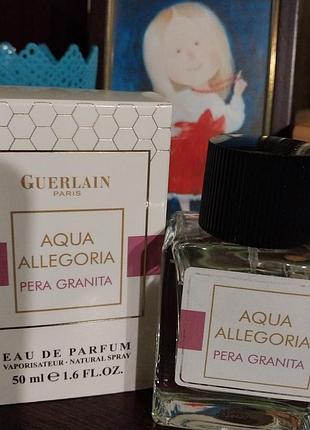 GUERLAIN
PARIS
AQUA
ALLEGORIA
PERA GRANITA
EAU DE PARFUM
VAPORISATEUR - NATURAL SPRAY
50 ml e 1.6 FL.OZ.
AQUA
ALLEGORIA
PERA GRANITA